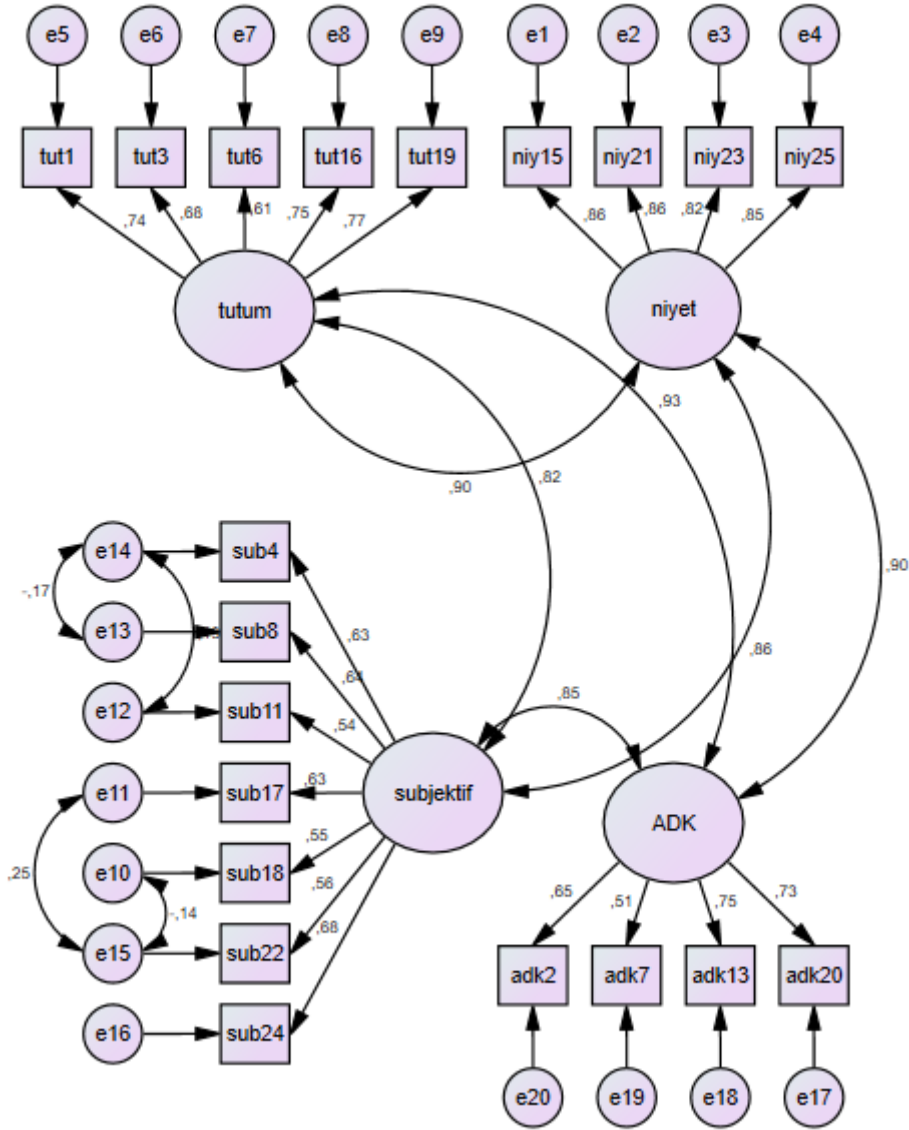 e5 e6 e7 e8 e9 e1 e2 e3 e4
tut1 tut3 tut6 tut16 tut19 niy15 niy21 niy23 niy25
,74 ,68 ,61 ,75 ,77 ,86 ,86 ,82 ,85
tutum niyet
,93
,90 ,82
e14 sub4
-,17
,90
e13 sub8
,63
,64
,86
e12 sub11
,54
,85
e11 sub17
,63
subjektif ADK
,25
e10 sub18
,55
,56
-,14
,68
e15 sub22
,65 ,51 ,75 ,73
adk2 adk7 adk13 adk20
e16 sub24
e20 e19 e18 e17